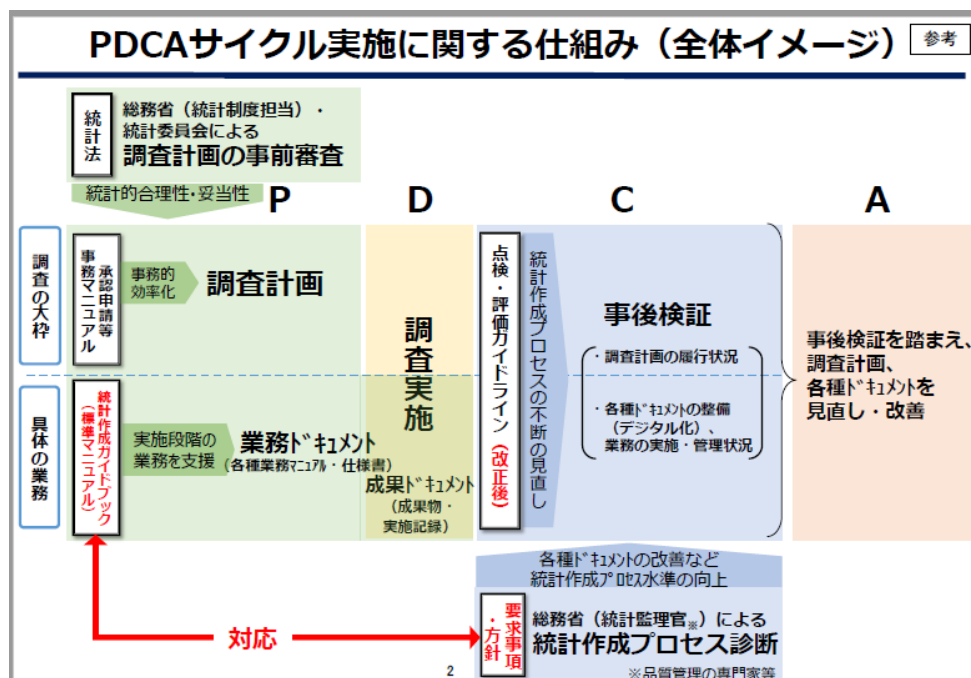 PDCAサイクル実施に関する仕組み（全体イメージ）
参考
統計法
総務省（統計制度担当）・
統計委員会による
調査計画の事前審査
統計的合理性・妥当性
P
D
C
A
調査の大枠
承認申請等
事務マニュアル
事務的
効率化
調査計画
調査実施
点検・評価ガイドライン（改正後）
統計作成プロセスの不断の見直し
事後検証
・調査計画の履行状況
・各種ドキュメントの整備
（デジタル化）、
業務の実施・管理状況
事後検証を踏まえ、
調査計画、
各種ドキュメントを
見直し・改善
具体の業務
統計作成ガイドブック
（標準マニュアル）
実施段階の
業務を支援
業務ドキュメント
（各種業務マニュアル・仕様書）
成果ドキュメント
（成果物・
実施記録）
各種ドキュメントの改善など
統計作成プロセス水準の向上
対応
要求事項
・方針
総務省（統計監理官※）による
統計作成プロセス診断
※品質管理の専門家等
2